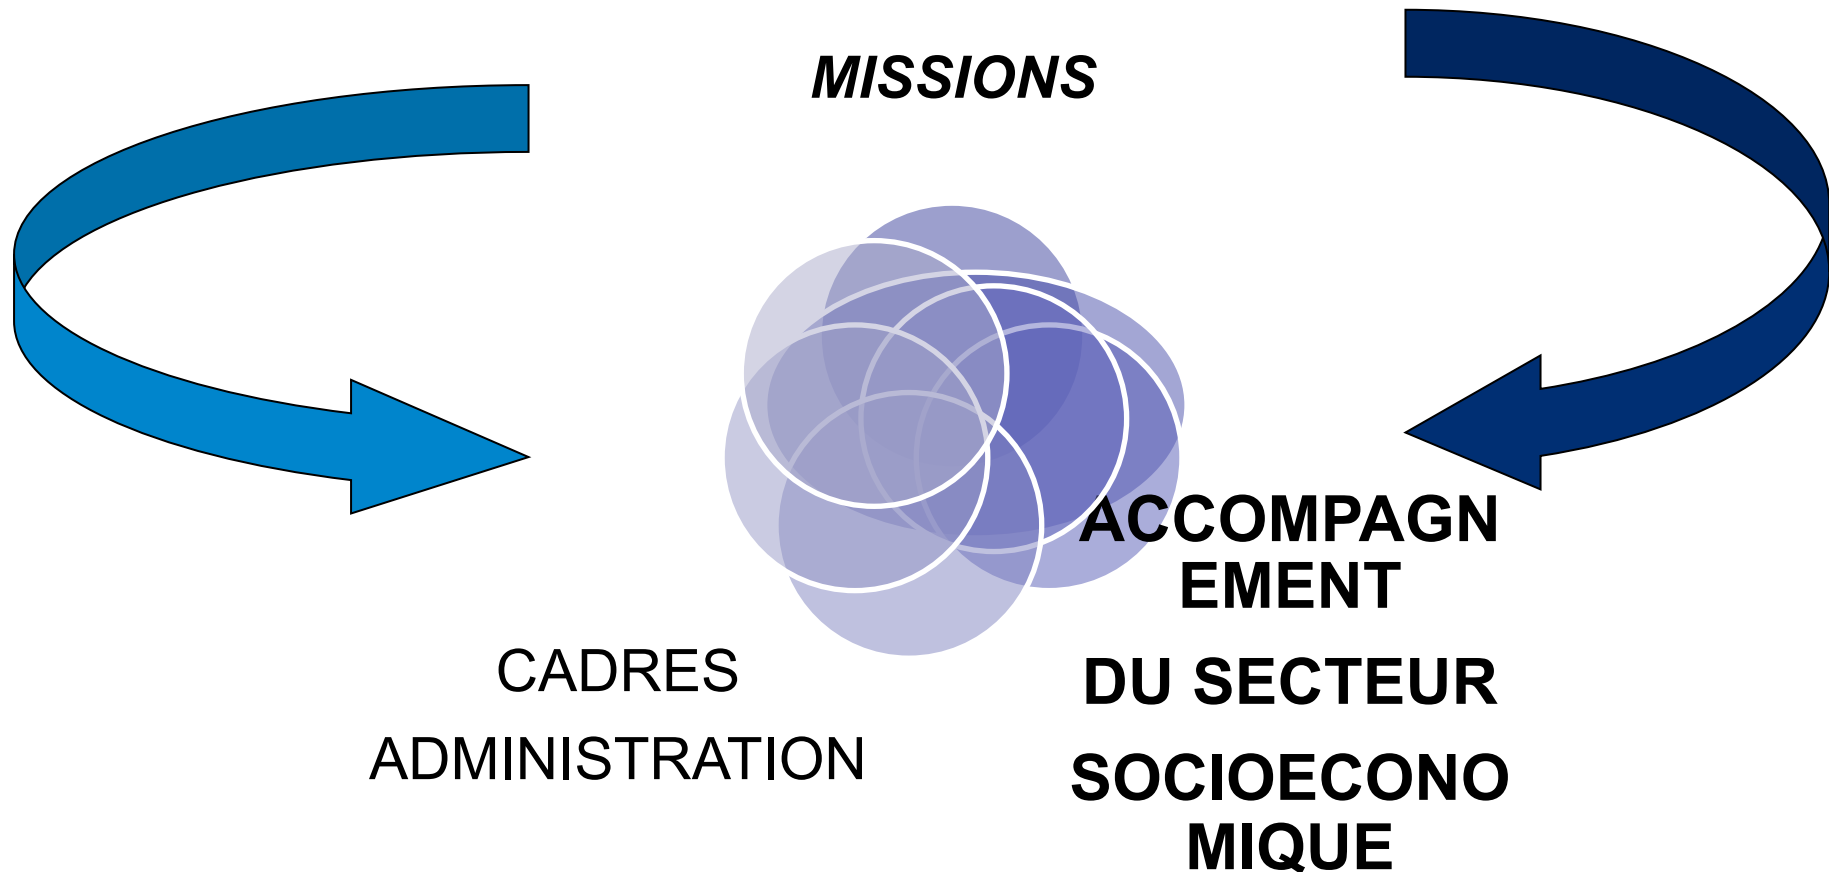 MISSIONS
ACCOMPAGN
EMENT
DU SECTEUR
SOCIOECONO
MIQUE
CADRES
ADMINISTRATION